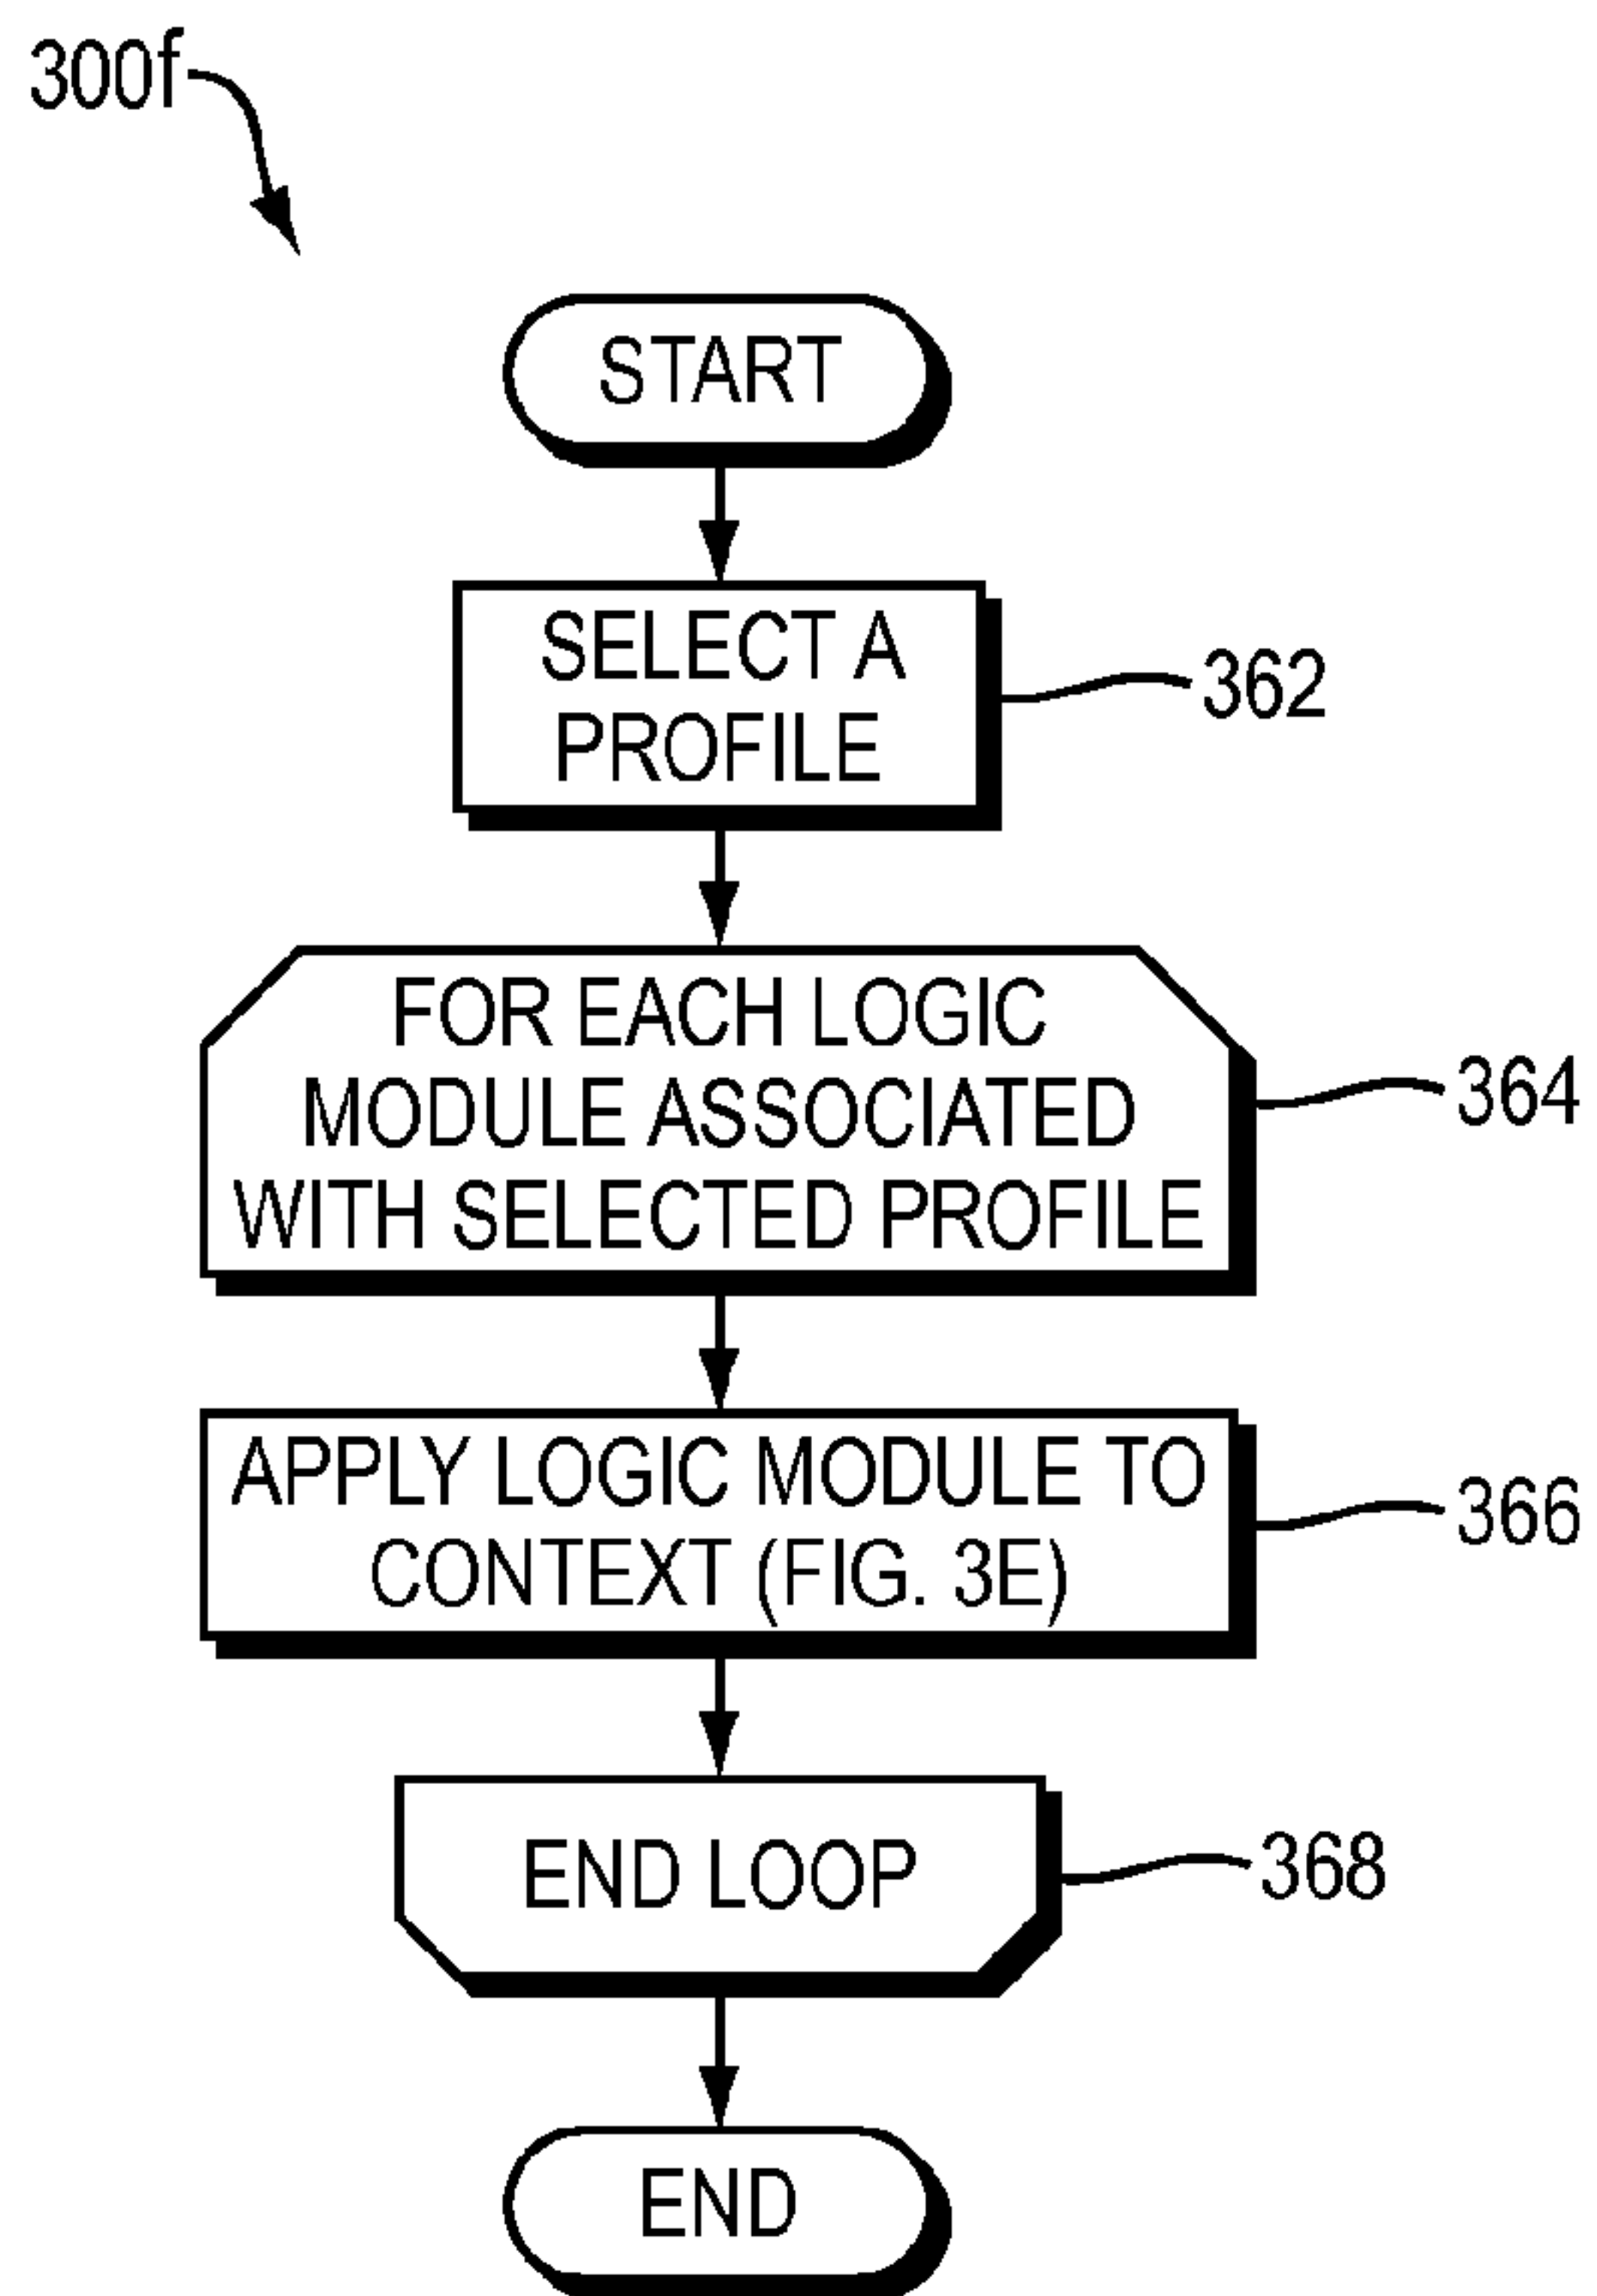 300f
START
SELECT A
PROFILE
362
FOR EACH LOGIC
MODULE ASSOCIATED
WITH SELECTED PROFILE
364
APPLY LOGIC MODULE TO
CONTEXT (FIG. 3E)
366
END LOOP
368
END